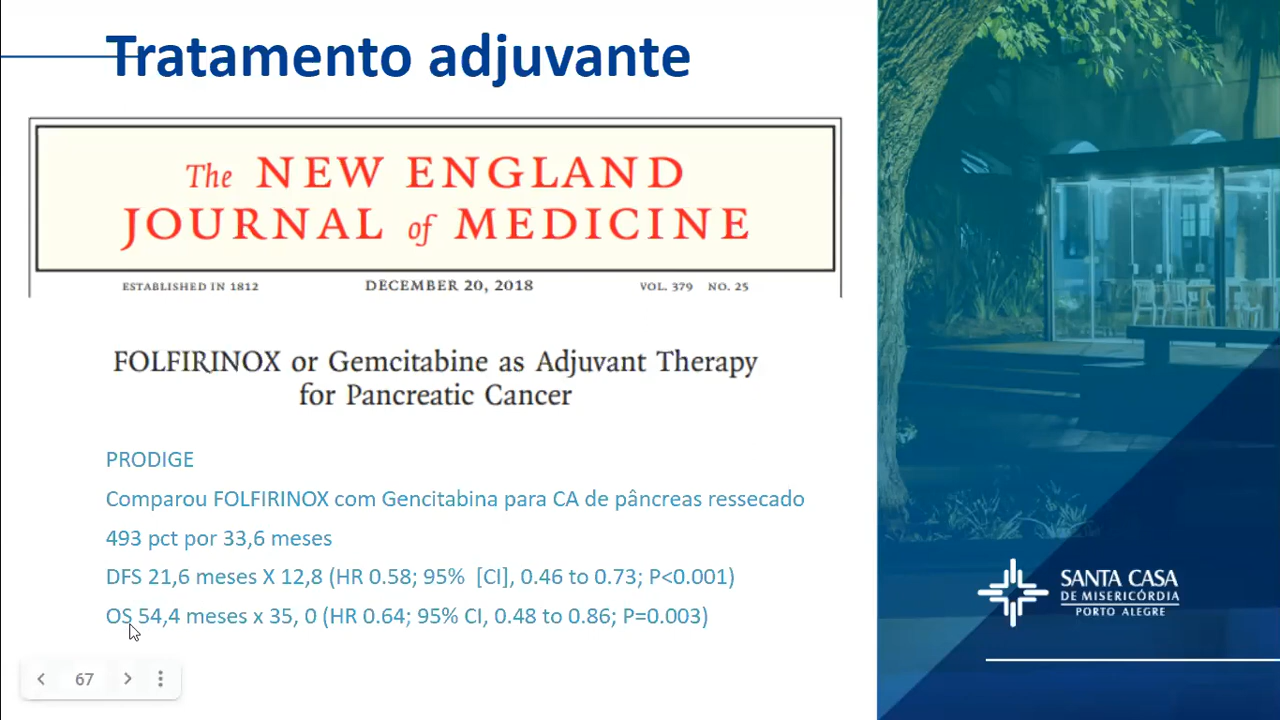 Tratamento adjuvante
The NEW ENGLAND
JOURNAL of MEDICINE
ESTABLISHED IN 1812 DECEMBER 20, 2018 VOL. 379 NO. 25
FOLFIRINOX or Gemcitabine as Adjuvant Therapy
for Pancreatic Cancer
PRODIGE
Comparou FOLFIRINOX com Gencitabina para CA de pâncreas ressecado
493 pct por 33,6 meses
DFS 21,6 meses X 12,8 (HR 0.58; 95% [CI], 0.46 to 0.73; P<0.001)
OS 54,4 meses x 35, 0 (HR 0.64; 95% CI, 0.48 to 0.86; P=0.003)
67
SANTA CASA
DE MISERICÓRDIA
PORTO ALEGRE